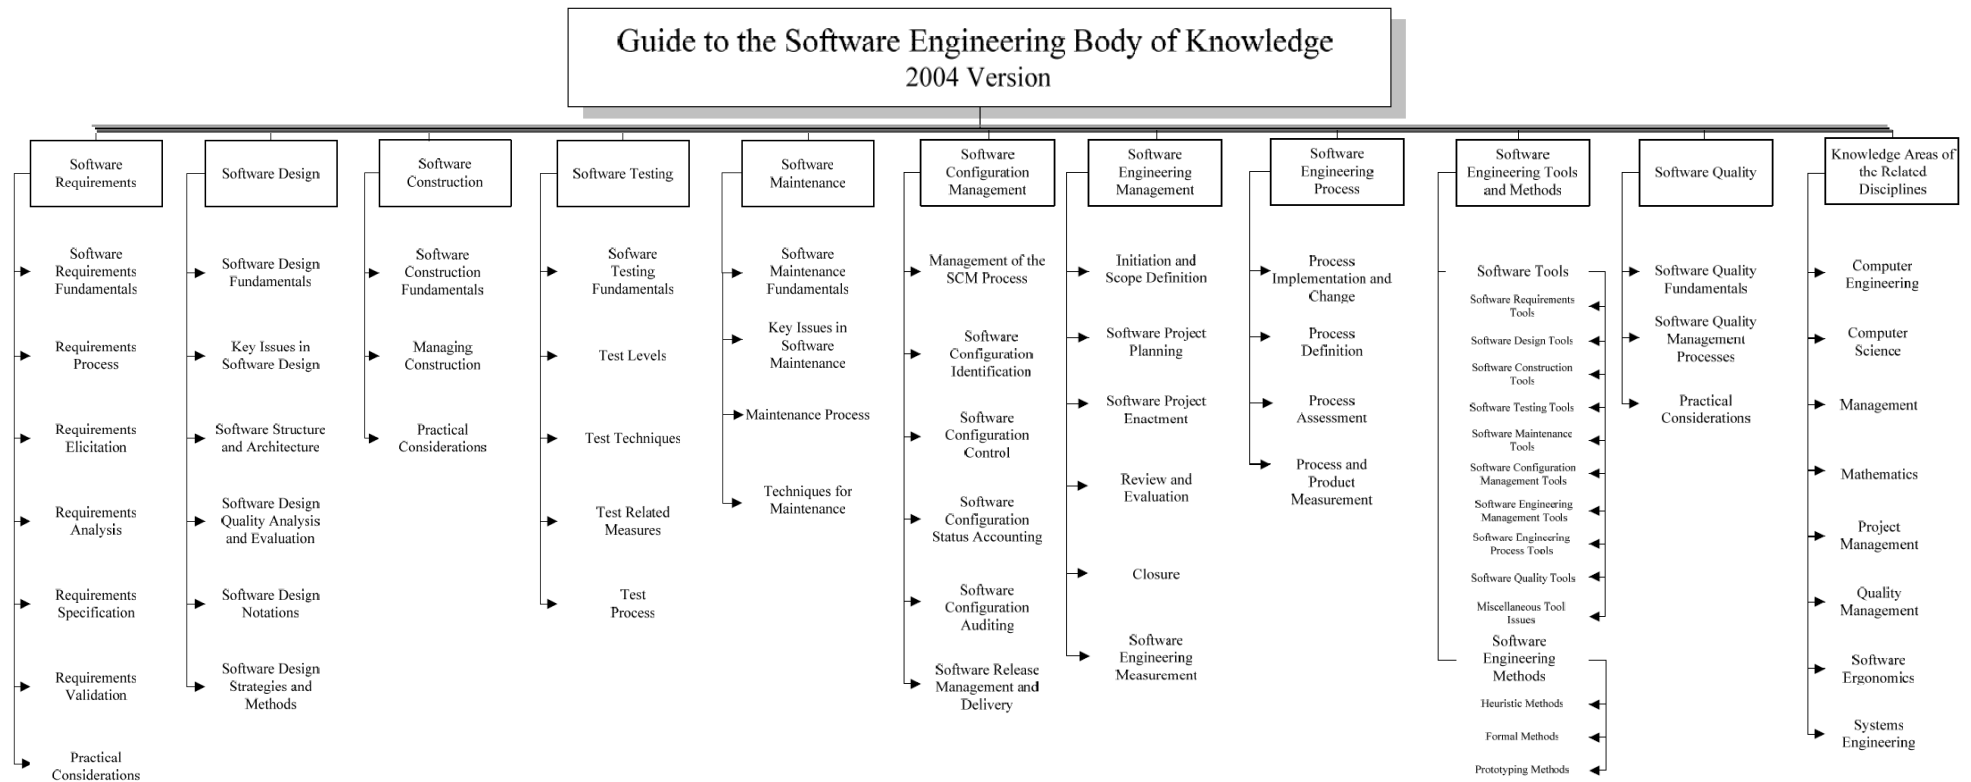 Guide to the Software Engineering Body of Knowledge
2004 Version
Software
Requirements
Software
Requirements
Fundamentals
Requirements
Process
Requirements
Elicitation
Requirements
Analysis
Requirements
Specification
Requirements
Validation
Practical
Considerations
Software Design
Software Design
Fundamentals
Key Issues in
Software Design
Software Structure
and Architecture
Software Design
Quality Analysis
and Evaluation
Software Design
Notations
Software Design
Strategies and
Methods
Software
Construction
Software
Construction
Fundamentals
Managing
Construction
Practical
Considerations
Software Testing
Sofware
Testing
Fundamentals
Test Levels
Test Techniques
Test Related
Measures
Test
Process
Software
Maintenance
Software
Maintenance
Fundamentals
Key Issues in
Software
Maintenance
Maintenance Process
Techniques for
Maintenance
Software
Configuration
Management
Management of the
SCM Process
Software
Configuration
Identification
Software
Configuration
Control
Software
Configuration
Status Accounting
Software
Configuration
Auditing
Software Release
Management and
Delivery
Software
Engineering
Management
Initiation and
Scope Definition
Software Project
Planning
Software Project
Enactment
Review and
Evaluation
Closure
Software
Engineering
Measurement
Software
Engineering
Process
Process
Implementation and
Change
Process
Definition
Process
Assessment
Process and
Product
Measurement
Software
Engineering Tools
and Methods
Software Tools
Software Requirements
Tools
Software Design Tools
Software Construction
Tools
Software Testing Tools
Software Maintenance
Tools
Software Configuration
Management Tools
Software Engineering
Management Tools
Software Engineering
Process Tools
Software Quality Tools
Miscellaneous Tool
Issues
Software
Engineering
Methods
Heuristic Methods
Formal Methods
Prototyping Methods
Software Quality
Software Quality
Fundamentals
Software Quality
Management
Processes
Practical
Considerations
Knowledge Areas of
the Related
Disciplines
Computer
Engineering
Computer
Science
Management
Mathematics
Project
Management
Quality
Management
Software
Ergonomics
Systems
Engineering